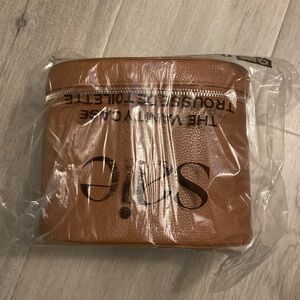 saie
THE VANITY CASE
TROUSSE DE TOILETTE